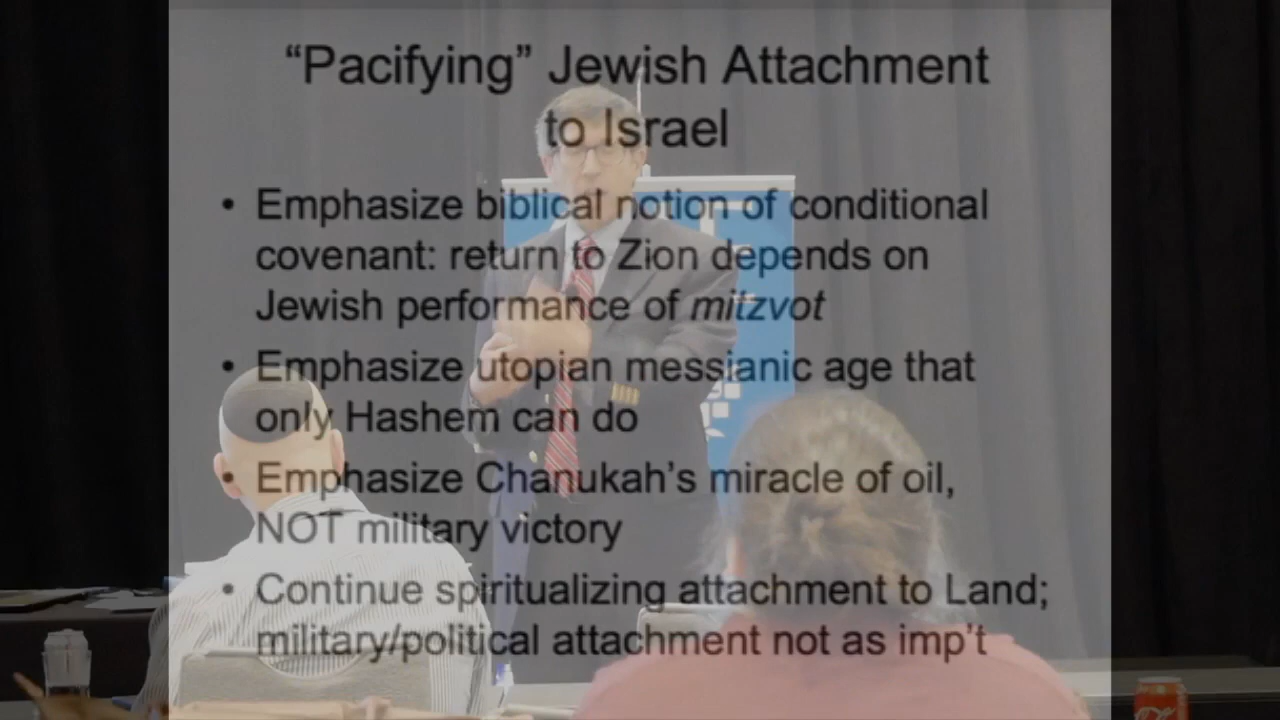 “Pacifying” Jewish Attachment
to Israel
• Emphasize biblical notion of conditional
covenant: return to Zion depends on
Jewish performance of mitzvot
• Emphasize utopian messianic age that
only Hashem can do
• Emphasize Chanukah’s miracle of oil,
NOT military victory
• Continue spiritualizing attachment to Land;
military/political attachment not as imp’t